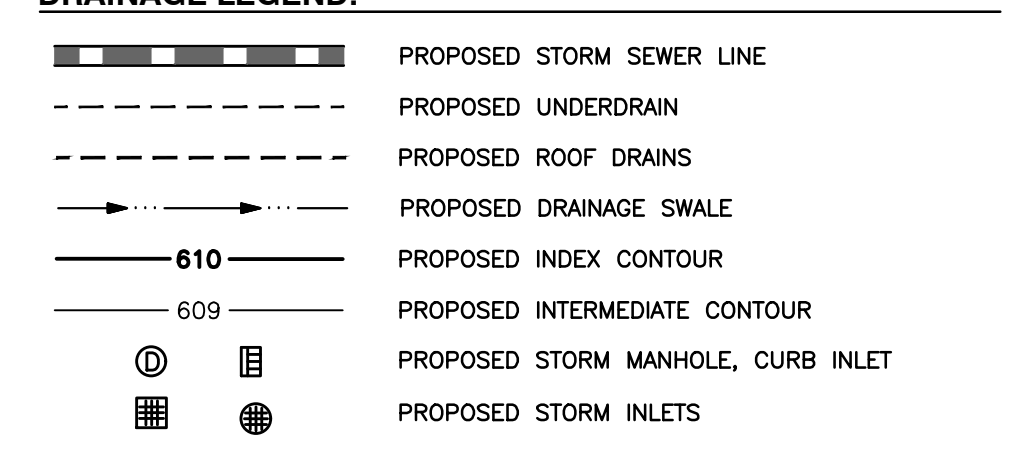 DRAINAGE LEGEND:
PROPOSED STORM SEWER LINE
PROPOSED UNDERDRAIN
PROPOSED ROOF DRAINS
PROPOSED DRAINAGE SWALE
610 PROPOSED INDEX CONTOUR
609 PROPOSED INTERMEDIATE CONTOUR
D PROPOSED STORM MANHOLE, CURB INLET
PROPOSED STORM INLETS